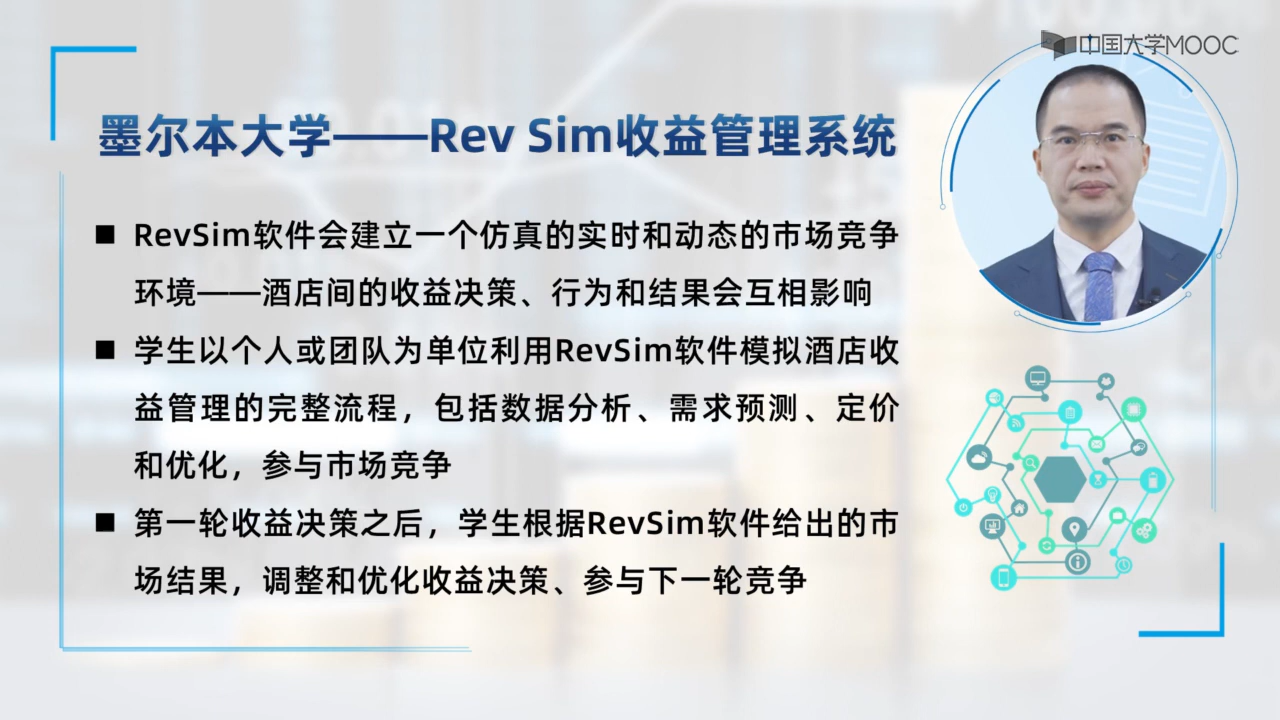 中国大学MOOC
墨尔本大学——Rev Sim收益管理系统
■ RevSim软件会建立一个仿真的实时和动态的市场竞争
环境——酒店间的收益决策、行为和结果会互相影响
■ 学生以个人或团队为单位利用RevSim软件模拟酒店收
益管理的完整流程，包括数据分析、需求预测、定价
和优化，参与市场竞争
■ 第一轮收益决策之后，学生根据RevSim软件给出的市
场结果，调整和优化收益决策、参与下一轮竞争